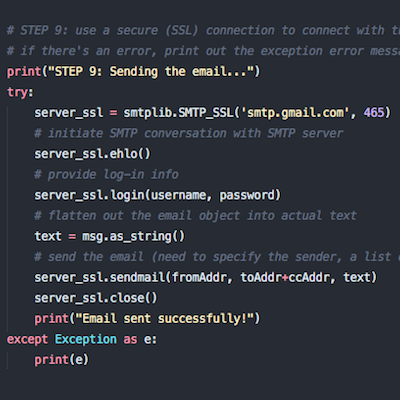 # STEP 9: use a secure (SSL) connection to connect with
# if there's an error, print out the exception error
print("STEP 9: Sending the email...")
try:
    server_ssl = smtplib.SMTP_SSL('smtp.gmail.com', 465)
    # initiate SMTP conversation with SMTP server
    server_ssl.ehlo()
    # provide log-in info
    server_ssl.login(username, password)
    # flatten out the email object into actual text
    text = msg.as_string()
    # send the email (need to specify the sender, a list
    server_ssl.sendmail(fromAddr, toAddr+ccAddr, text)
    server_ssl.close()
    print("Email sent successfully!")
except Exception as e:
    print(e)